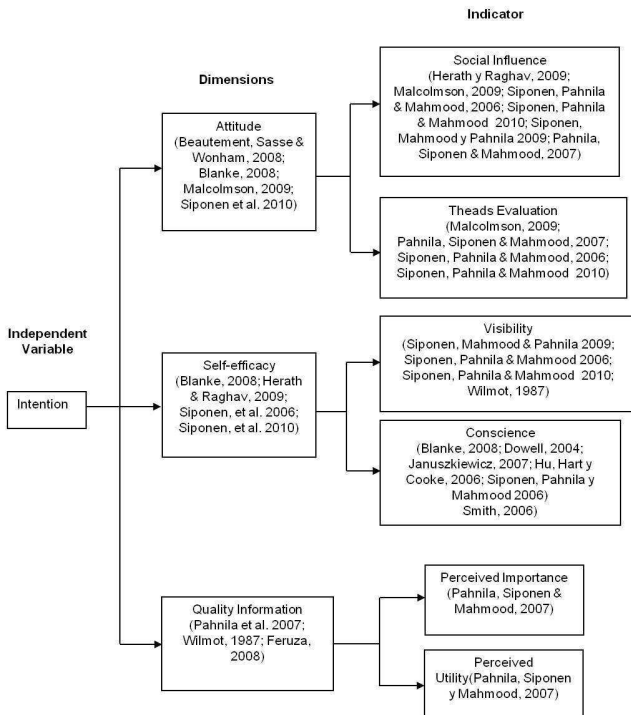 Indicator
Dimensions
Independent
Variable
Intention
Attitude
(Beautement, Sasse &
Wonham, 2008;
Blanke, 2008;
Malcolmson, 2009;
Siponen et al. 2010)
Social Influence
(Herath y Raghav, 2009;
Malcolmson, 2009; Siponen, Pahnila
& Mahmood, 2006; Siponen, Pahnila
& Mahmood 2010; Siponen,
Mahmood y Pahnila 2009; Pahnila,
Siponen & Mahmood, 2007)
Theads Evaluation
(Malcolmson, 2009;
Pahnila, Siponen & Mahmood, 2007;
Siponen, Pahnila & Mahmood, 2006;
Siponen, Pahnila & Mahmood 2010)
Self-efficacy
(Blanke, 2008; Herath
& Raghav, 2009;
Siponen, et al. 2006;
Siponen, et al. 2010)
Visibility
(Siponen, Mahmood & Pahnila 2009;
Siponen, Pahnila & Mahmood 2006;
Siponen, Pahnila & Mahmood 2010;
Wilmot, 1987)
Conscience
(Blanke, 2008; Dowell, 2004;
Januszkiewicz, 2007; Hu, Hart y
Cooke, 2006; Siponen, Pahnila y
Mahmood 2006)
Smith, 2006)
Quality Information
(Pahnila et al. 2007;
Wilmot, 1987; Feruza,
2008)
Perceived Importance
(Pahnila, Siponen &
Mahmood, 2007)
Perceived
Utility(Pahnila, Siponen
y Mahmood, 2007)